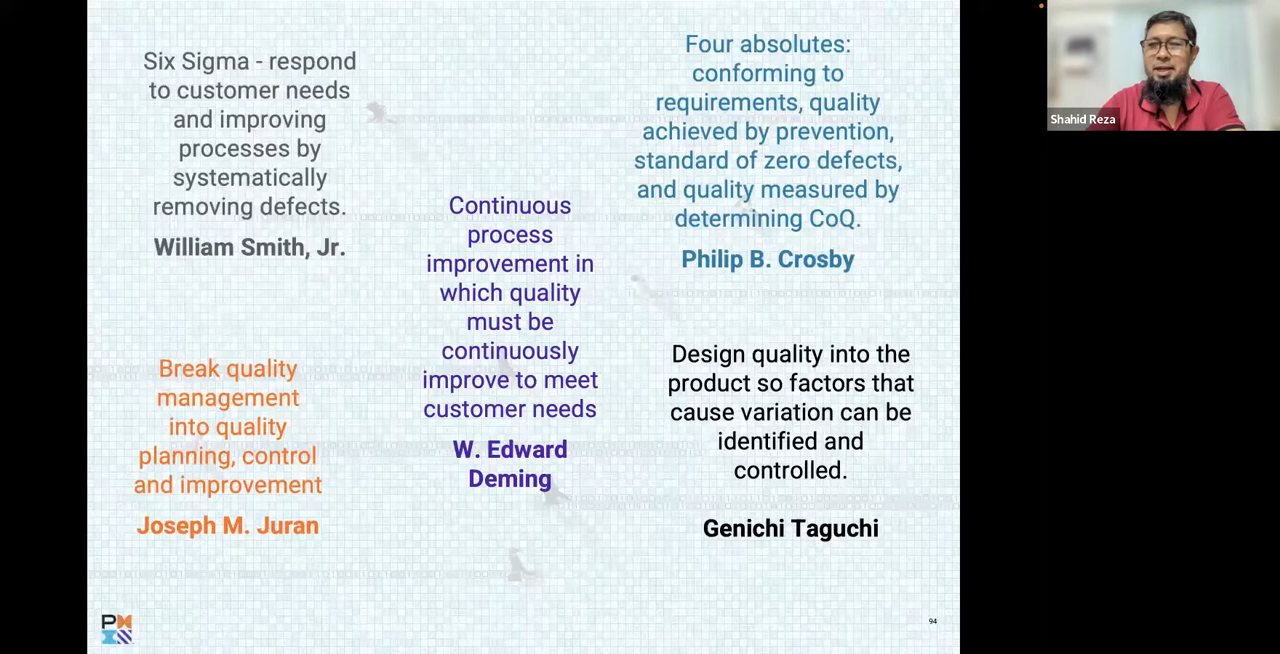 Six Sigma - respond
to customer needs
and improving
processes by
systematically
removing defects.
William Smith, Jr.
Four absolutes:
conforming to
requirements, quality
achieved by prevention,
standard of zero defects,
and quality measured by
determining CoQ.
Philip B. Crosby
Continuous
process
improvement in
which quality
must be
continuously
improve to meet
customer needs
W. Edward
Deming
Break quality
management
into quality
planning, control
and improvement
Joseph M. Juran
Design quality into the
product so factors that
cause variation can be
identified and
controlled.
Genichi Taguchi
94
Shahid Reza